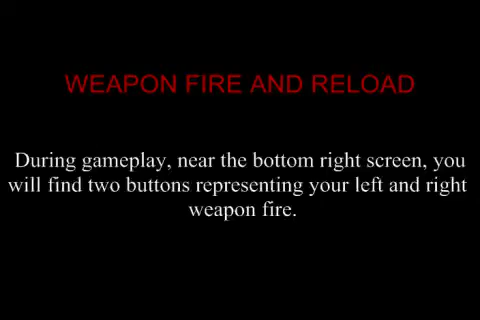 WEAPON FIRE AND RELOAD
During gameplay, near the bottom right screen, you
will find two buttons representing your left and right
weapon fire.